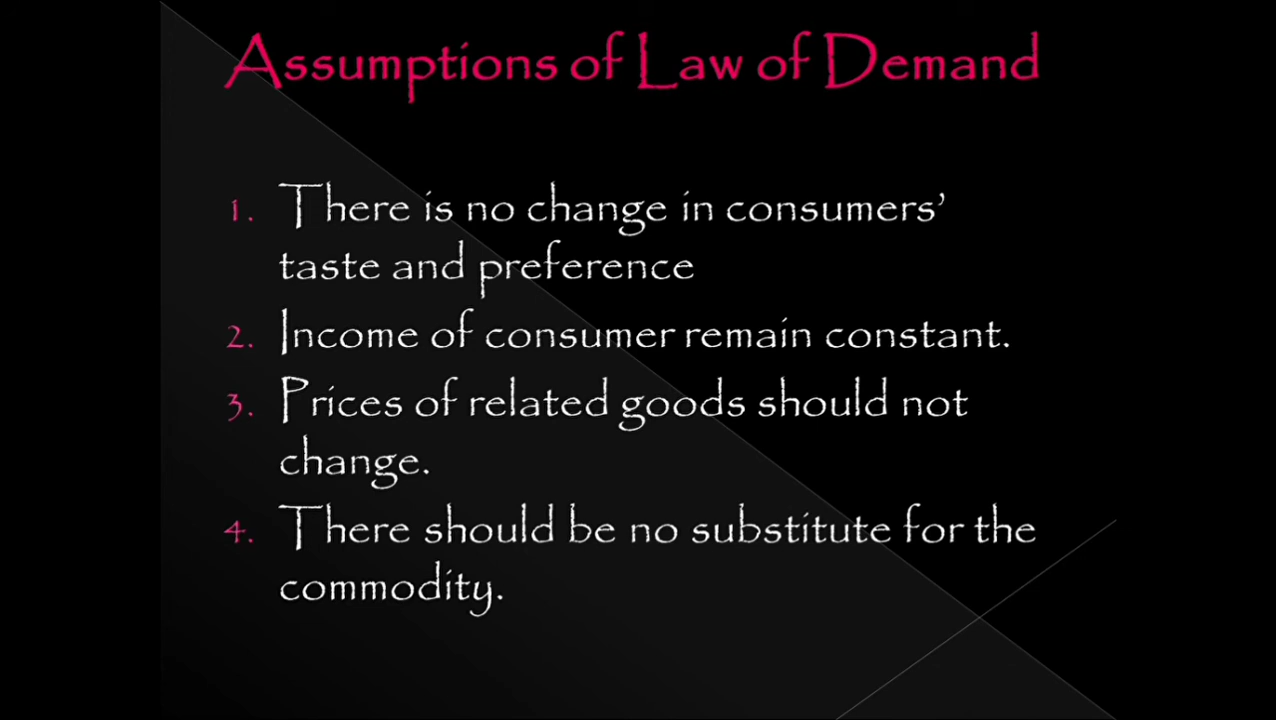 Assumptions of Law of Demand
1. There is no change in consumers’
taste and preference
2. Income of consumer remain constant.
3. Prices of related goods should not
change.
4. There should be no substitute for the
commodity.